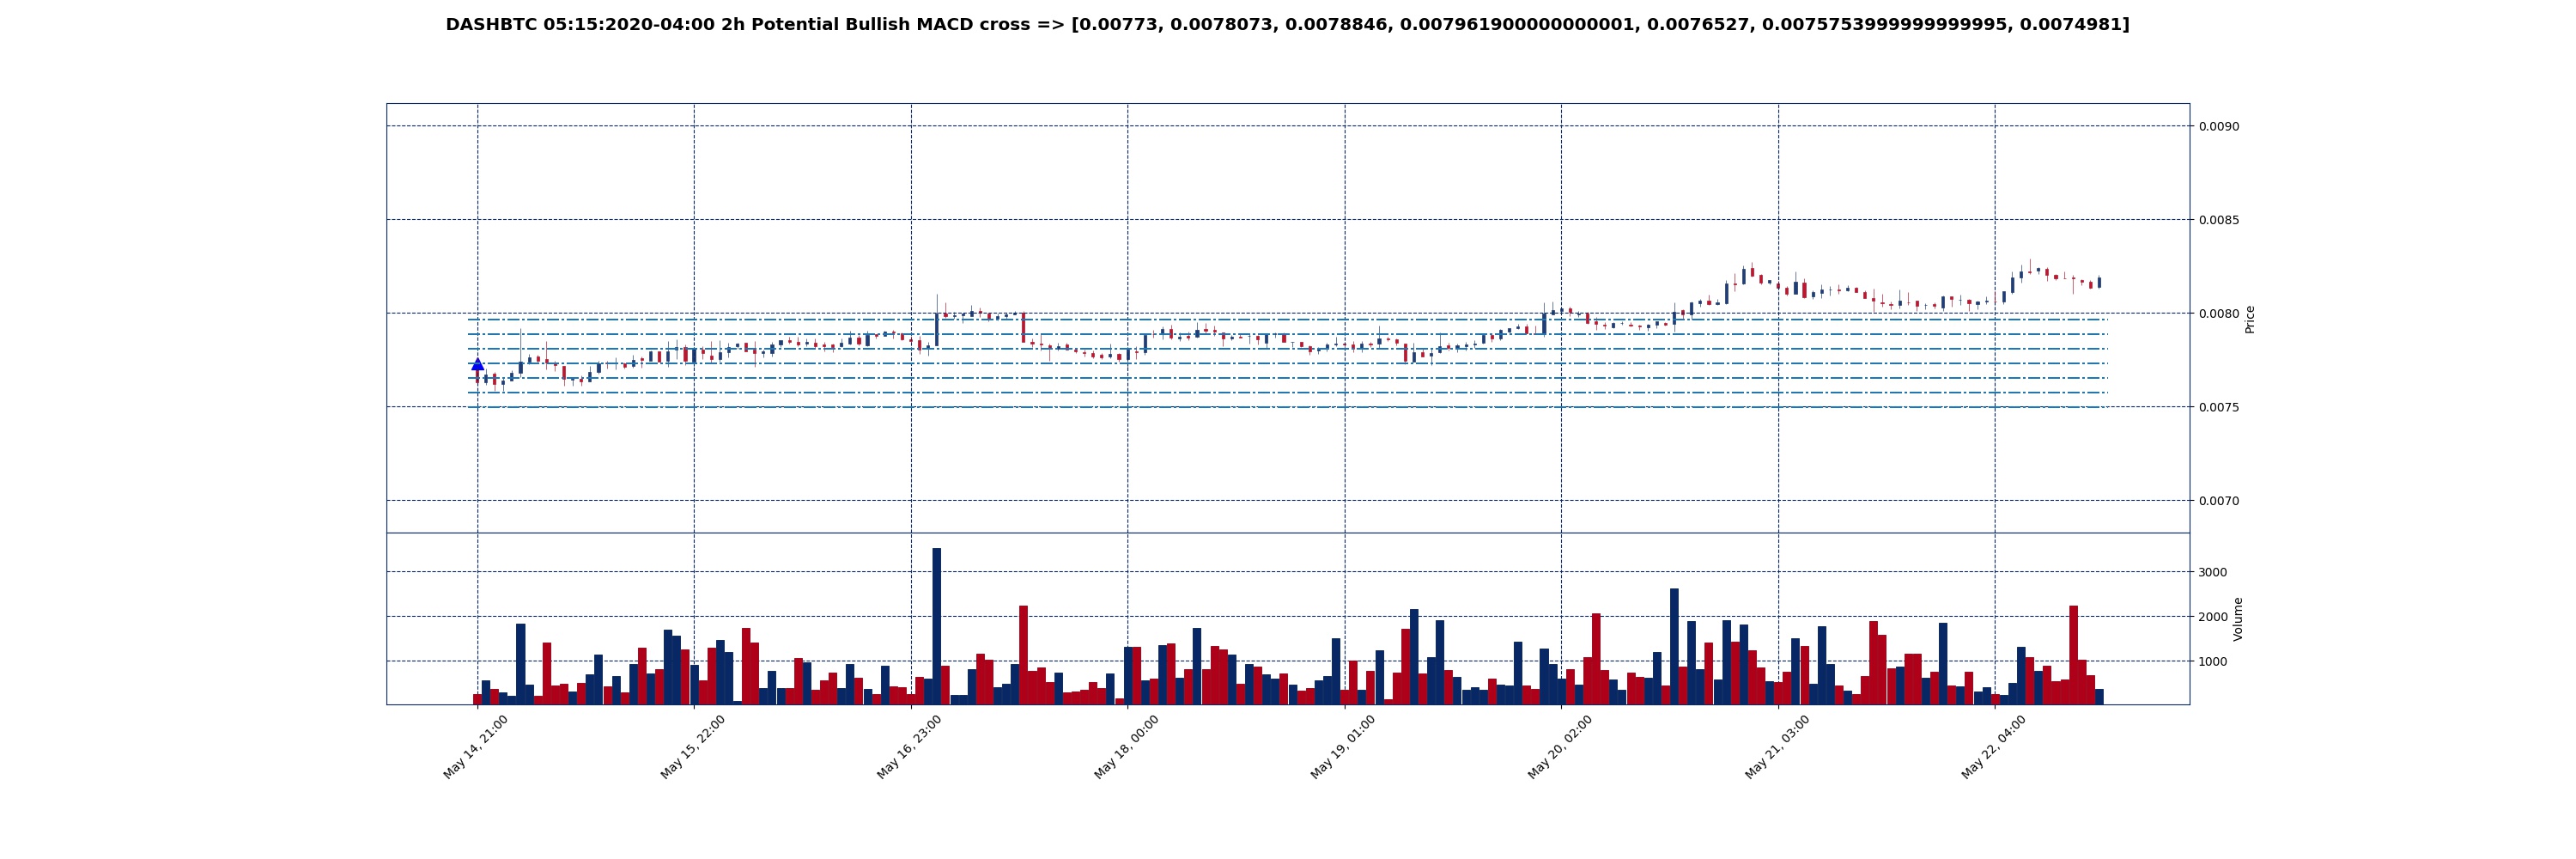 DASHBTC 05:15:2020-04:00 2h Potential Bullish MACD cross => [0.00773, 0.0078073, 0.0078846, 0.007961900000000001, 0.0076527, 0.0075753999999999995, 0.0074981]
0.0090
0.0085
0.0080
Price
0.0075
0.0070
3000
2000
Volume
1000
May 14, 21:00
May 15, 22:00
May 16, 23:00
May 18, 00:00
May 19, 01:00
May 20, 02:00
May 21, 03:00
May 22, 04:00